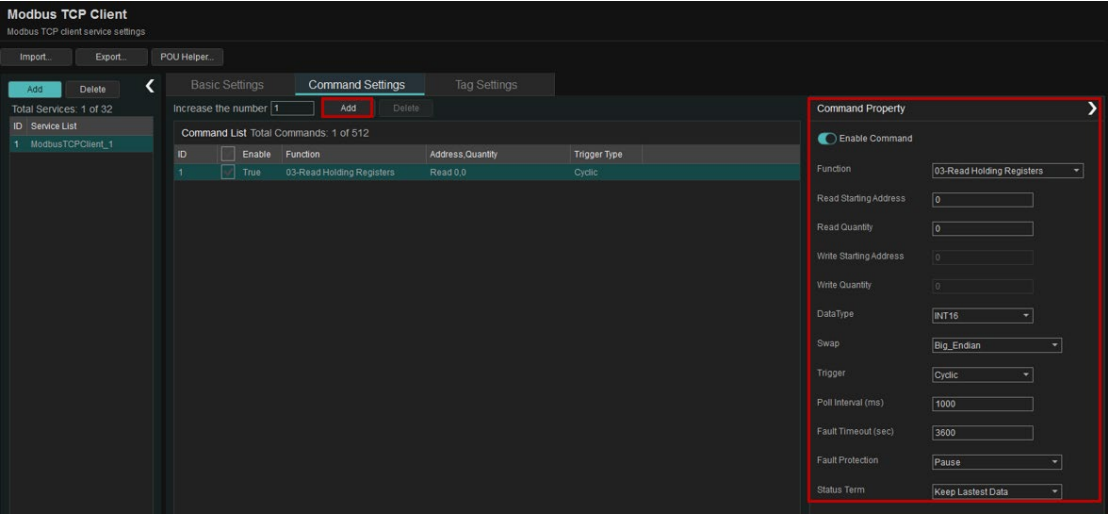 Modbus TCP Client
Modbus TCP client service settings
Import... Export... POU Helper...
Add Delete
Total Services: 1 of 32
ID Service List
1 ModbusTCPClient_1
Basic Settings Command Settings Tag Settings
Increase the number 1 Add Delete
Command List Total Commands: 1 of 512
ID Enable Function Address,Quantity Trigger Type
1 True 03-Read Holding Registers Read 0,0 Cyclic
Command Property
Enable Command
Function 03-Read Holding Registers
Read Starting Address 0
Read Quantity 0
Write Starting Address 0
Write Quantity 0
DataType INT16
Swap Big_Endian
Trigger Cyclic
Poll Interval (ms) 1000
Fault Timeout (sec) 3600
Fault Protection Pause
Status Term Keep Lastest Data